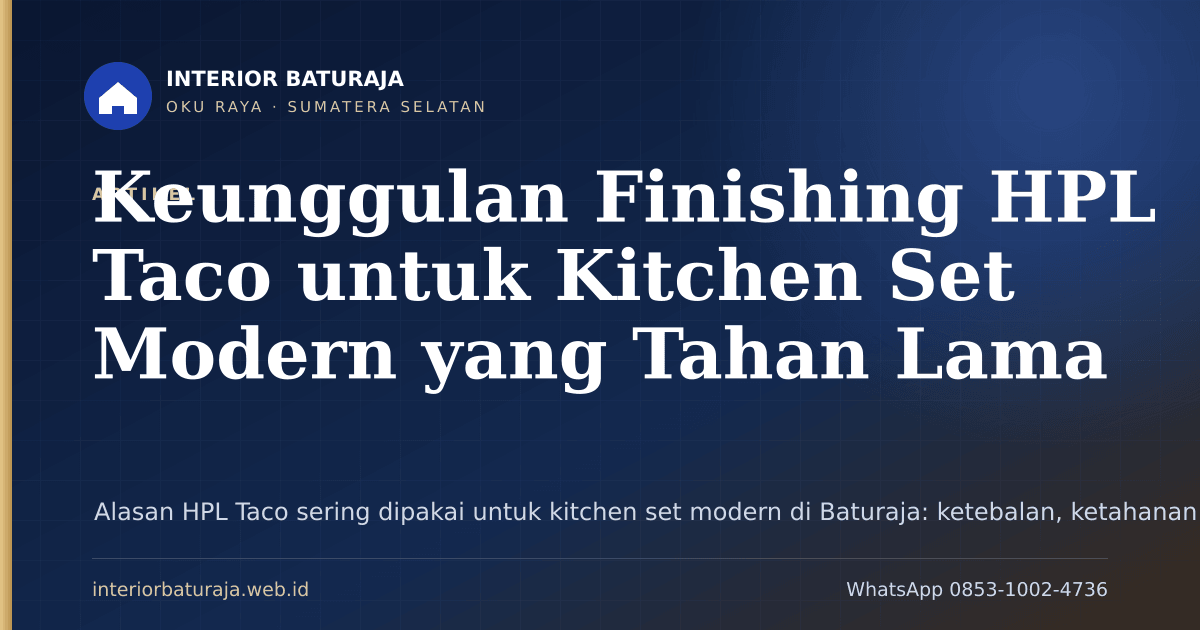 INTERIOR BATURAJA
OKU RAYA · SUMATERA SELATAN
ARTIKEL
Keunggulan Finishing HPL
Taco untuk Kitchen Set
Modern yang Tahan Lama
Alasan HPL Taco sering dipakai untuk kitchen set modern di Baturaja: ketebalan, ketahanan
interiorbaturaja.web.id
WhatsApp 0853-1002-4736